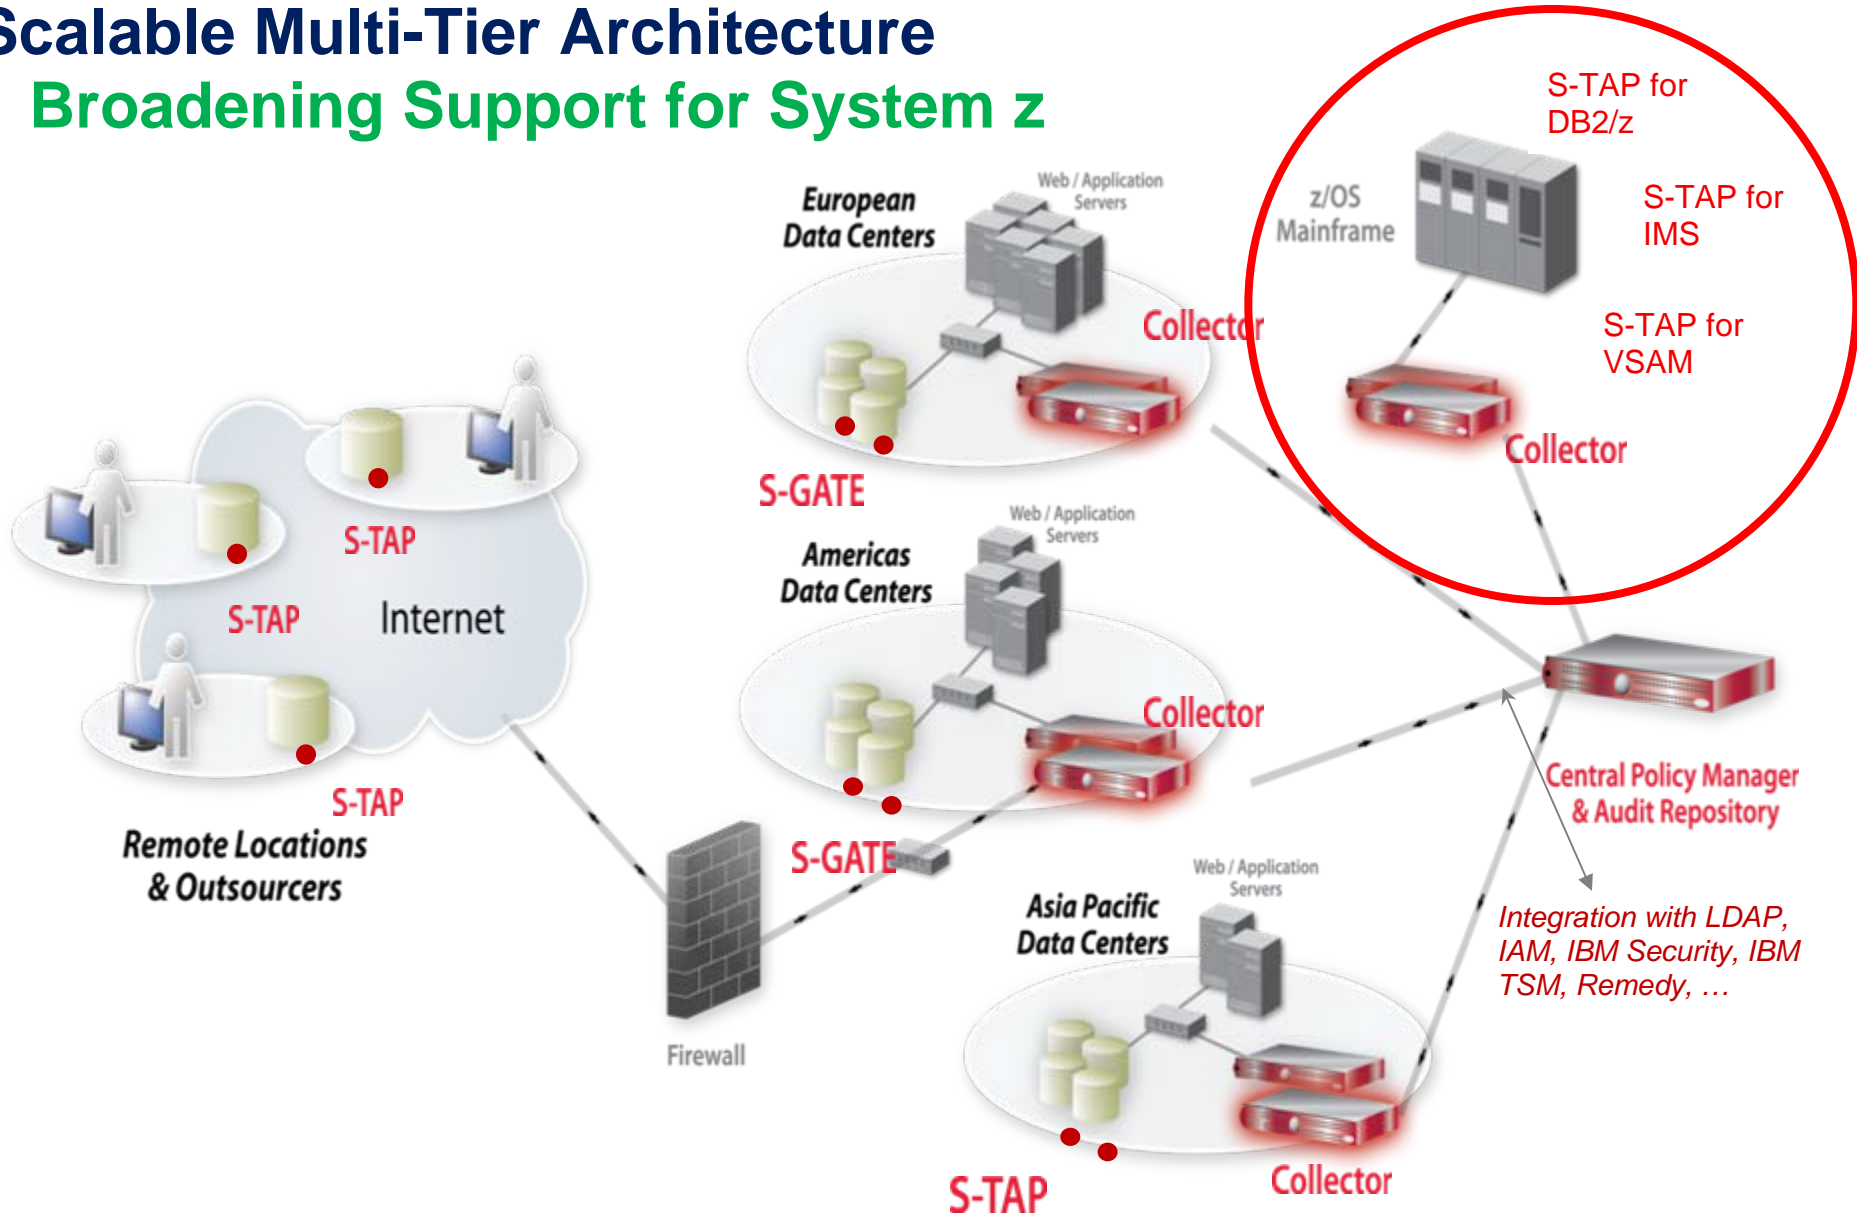 Scalable Multi-Tier Architecture
Broadening Support for System z
S-TAP for
DB2/z
z/OS
Mainframe
S-TAP for
IMS
S-TAP for
VSAM
Collector
European
Data Centers
Web / Application
Servers
Collector
S-GATE
Americas
Data Centers
Web / Application
Servers
Collector
S-GATE
S-TAP
S-TAP
Internet
S-TAP
Remote Locations
& Outsourcers
Firewall
Asia Pacific
Data Centers
Web / Application
Servers
Collector
S-TAP
Central Policy Manager
& Audit Repository
Integration with LDAP,
IAM, IBM Security, IBM
TSM, Remedy, …